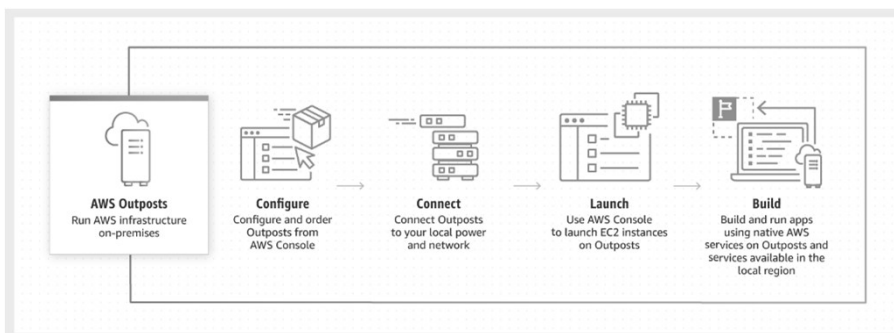 AWS Outposts
Run AWS infrastructure
on-premises
Configure
Configure and order
Outposts from
AWS Console
Connect
Connect Outposts
to your local power
and network
Launch
Use AWS Console
to launch EC2 instances
on Outposts
Build
Build and run apps
using native AWS
services on Outposts and
services available in the
local region